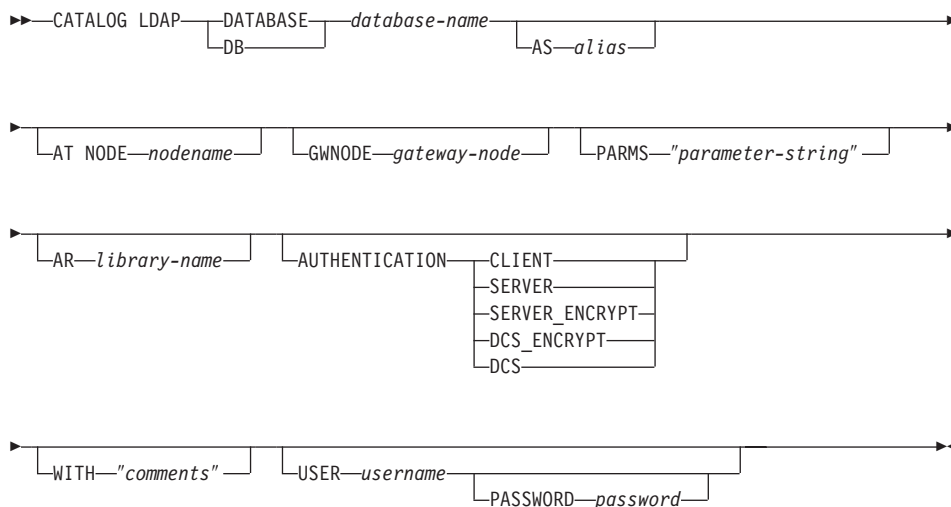 CATALOG LDAP DATABASE database-name
DB AS alias
AT NODE nodename GWNODE gateway-node PARMS "parameter-string"
AR library-name AUTHENTICATION CLIENT
SERVER
SERVER_ENCRYPT
DCS_ENCRYPT
DCS
WITH "comments" USER username
PASSWORD password